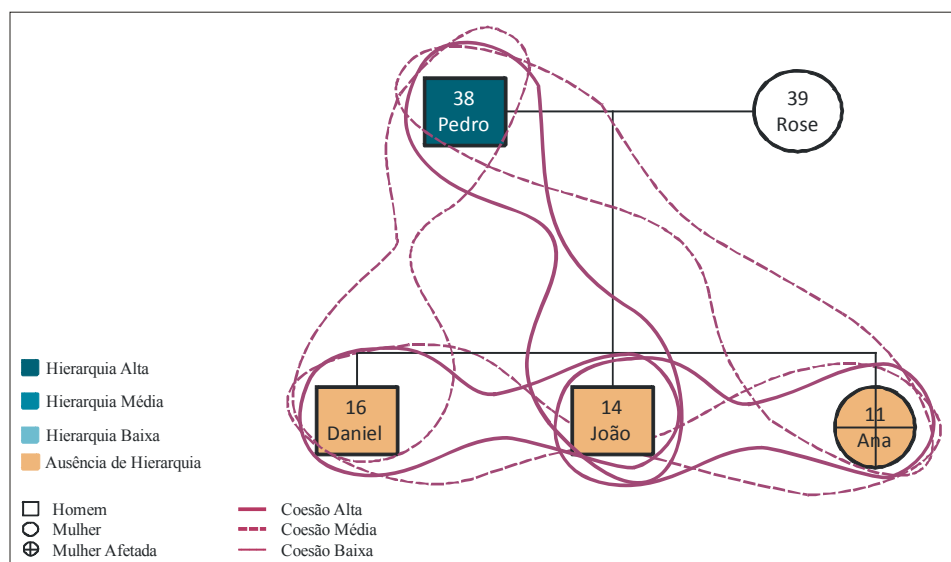 38
Pedro
39
Rose
16
Daniel
14
João
11
Ana
Hierarquia Alta
Hierarquia Média
Hierarquia Baixa
Ausência de Hierarquia
Homem
Mulher
Mulher Afetada
Coesão Alta
Coesão Média
Coesão Baixa